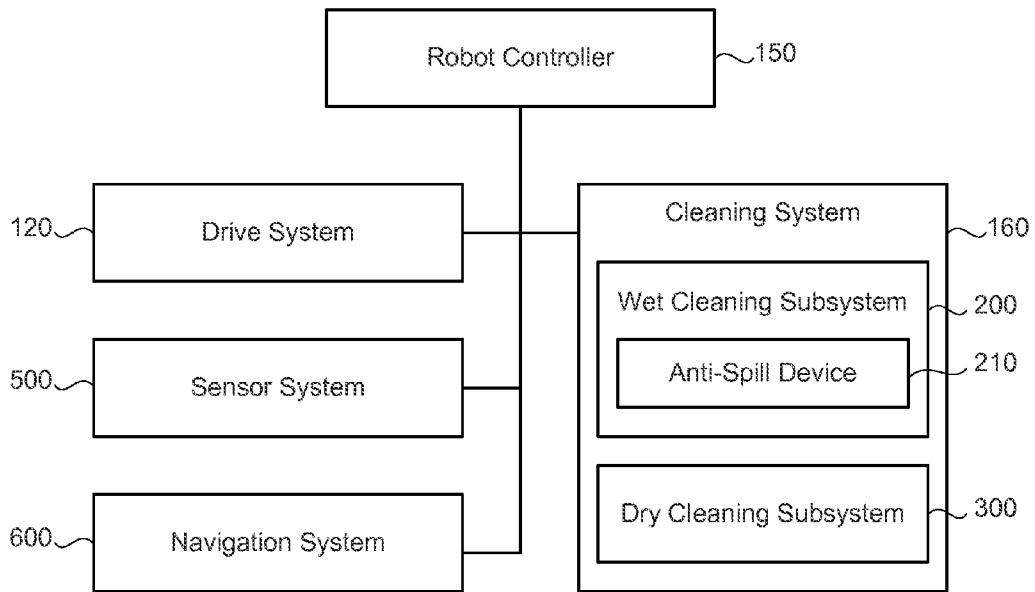 Robot Controller
150
120
Drive System
Cleaning System
160
Wet Cleaning Subsystem
200
Anti-Spill Device
210
500
Sensor System
Dry Cleaning Subsystem
300
600
Navigation System